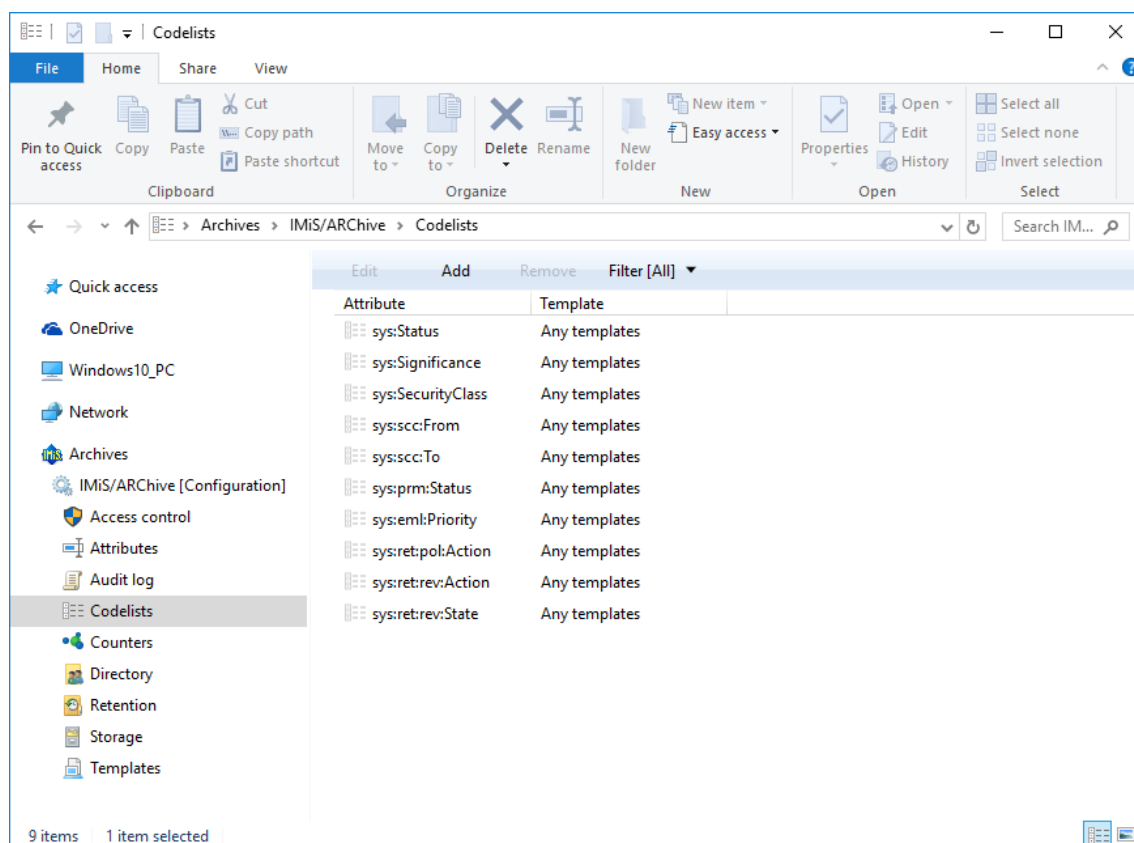 Codelists
File Home Share View
Pin to Quick access Copy Paste Cut Copy path Paste shortcut
Move to Copy to Delete Rename
New folder New item Easy access
Properties Open Edit History
Select all Select none Invert selection
Clipboard Organize New Open Select
Archives › IMiS/ARChive › Codelists Search IM...
Edit Add Remove Filter [All]
Attribute Template
sys:Status Any templates
sys:Significance Any templates
sys:SecurityClass Any templates
sys:scc:From Any templates
sys:scc:To Any templates
sys:prm:Status Any templates
sys:eml:Priority Any templates
sys:ret:pol:Action Any templates
sys:ret:rev:Action Any templates
sys:ret:rev:State Any templates
Quick access
OneDrive
Windows10_PC
Network
Archives
IMiS/ARChive [Configuration]
Access control
Attributes
Audit log
Codelists
Counters
Directory
Retention
Storage
Templates
9 items 1 item selected